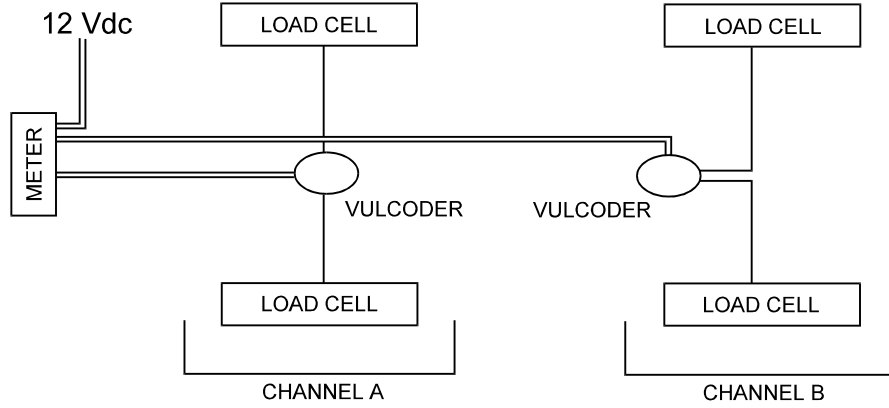 12 Vdc
LOAD CELL
LOAD CELL
METER
VULCODER
VULCODER
LOAD CELL
LOAD CELL
CHANNEL A
CHANNEL B